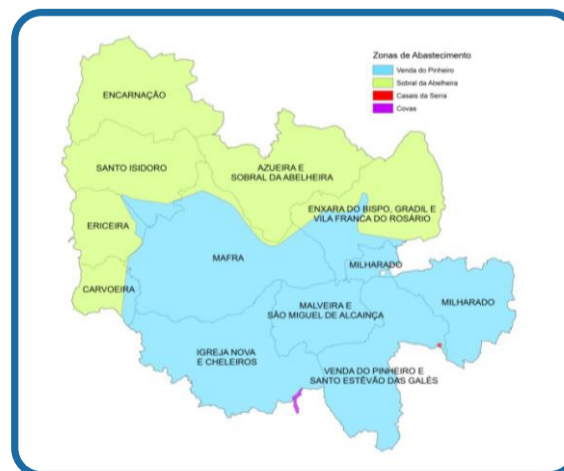 Zonas de Abastecimento
Venda do Pinheiro
Sobral da Abelheira
Casais da Serra
Covas
ENCARNAÇÃO
SANTO ISIDORO
AZUEIRA E
SOBRAL DA ABELHEIRA
ENXARA DO BISPO, GRADIL E
VILA FRANCA DO ROSÁRIO
ERICEIRA
MAFRA
MILHARADO
CARVOEIRA
MALVEIRA E
SÃO MIGUEL DE ALCAINÇA
MILHARADO
IGREJA NOVA
E CHELEIROS
VENDA DO PINHEIRO E
SANTO ESTÊVÃO DAS GALÉS